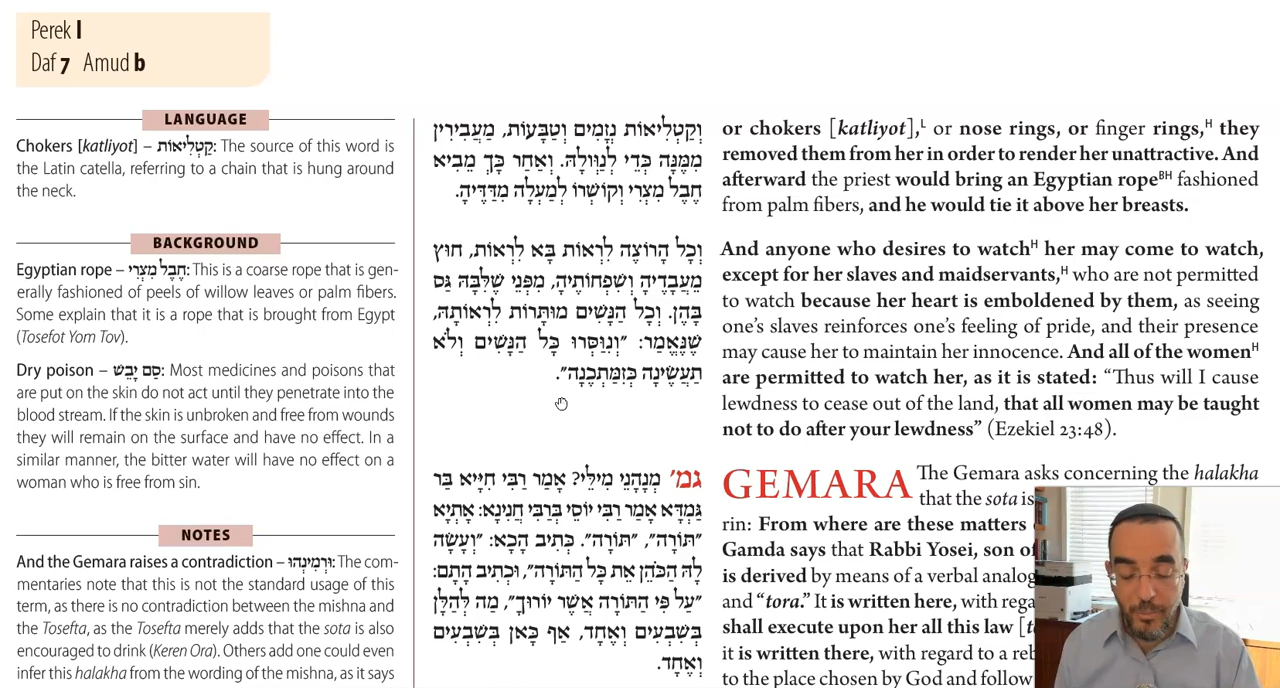 Perek I
Daf 7 Amud b
LANGUAGE
Chokers [katliyot] – קַטְלִיאוֹת: The source of this word is
the Latin catella, referring to a chain that is hung around
the neck.
BACKGROUND
Egyptian rope – חֶבֶל מִצְרִי: This is a coarse rope that is gen-
erally fashioned of peels of willow leaves or palm fibers.
Some explain that it is a rope that is brought from Egypt
(Tosefot Yom Tov).
Dry poison – סַם יָבֵשׁ: Most medicines and poisons that
are put on the skin do not act until they penetrate into the
blood stream. If the skin is unbroken and free from wounds
they will remain on the surface and have no effect. In a
similar manner, the bitter water will have no effect on a
woman who is free from sin.
NOTES
And the Gemara raises a contradiction – וּרְמִינְהוּ: The com-
mentaries note that this is not the standard usage of this
term, as there is no contradiction between the mishna and
the Tosefta, as the Tosefta merely adds that the sota is also
encouraged to drink (Keren Ora). Others add one could even
infer this halakha from the wording of the mishna, as it says
וְקַטְלִיאוֹת נְזָמִים וְטַבָּעוֹת, מַעֲבִירִין
מִמֶּנָּה כְּדֵי לְנַוְּולָהּ. וְאַחַר כָּךְ מֵבִיא
חֶבֶל מִצְרִי וְקוֹשְׁרוֹ לְמַעְלָה מִדַּדֶּיהָ.
וְכׇל הָרוֹצֶה לִרְאוֹת בָּא לִרְאוֹת, חוּץ
מֵעֲבָדֶיהָ וְשִׁפְחוֹתֶיהָ, מִפְּנֵי שֶׁלִּבָּהּ גַּס
בָּהֶן. וְכׇל הַנָּשִׁים מוּתָּרוֹת לִרְאוֹתָהּ,
שֶׁנֶּאֱמַר: ״וְנִוַּסְּרוּ כׇּל הַנָּשִׁים וְלֹא
תַעֲשֶׂינָה כְּזִמַּתְכֶנָה״.
גמ׳ מְנָהָנֵי מִילֵּי? אָמַר רַבִּי חִיָּיא בַּר
גַּמְדָּא אָמַר רַבִּי יוֹסֵי בְּרַבִּי חֲנִינָא: אָתְיָא
״תּוֹרָה״, ״תּוֹרָה״. כְּתִיב הָכָא: ״וְעָשָׂה
לָהּ הַכֹּהֵן אֵת כׇּל הַתּוֹרָה״, וּכְתִיב הָתָם:
״עַל פִּי הַתּוֹרָה אֲשֶׁר יוֹרוּךָ״, מַה לְּהַלָּן
בְּשִׁבְעִים וְאֶחָד, אַף כָּאן בְּשִׁבְעִים
וְאֶחָד.
or chokers [katliyot],L or nose rings, or finger rings,H they
removed them from her in order to render her unattractive. And
afterward the priest would bring an Egyptian ropeBH fashioned
from palm fibers, and he would tie it above her breasts.
And anyone who desires to watchH her may come to watch,
except for her slaves and maidservants,H who are not permitted
to watch because her heart is emboldened by them, as seeing
one's slaves reinforces one's feeling of pride, and their presence
may cause her to maintain her innocence. And all of the womenH
are permitted to watch her, as it is stated: "Thus will I cause
lewdness to cease out of the land, that all women may be taught
not to do after your lewdness" (Ezekiel 23:48).
GEMARA The Gemara asks concerning the halakha
that the sota is
rin: From where are these matters
Gamda says that Rabbi Yosei, son of
is derived by means of a verbal analog
and "tora." It is written here, with rega
shall execute upon her all this law [t
it is written there, with regard to a reb
to the place chosen by God and follow